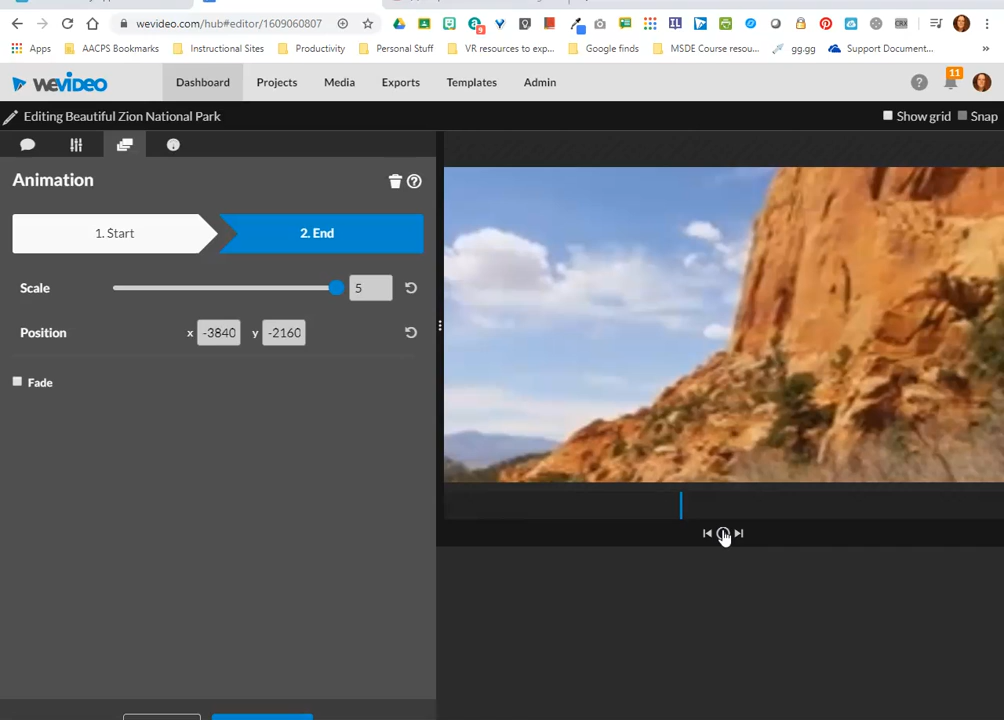 wevideo.com/hub#editor/1609060807
9
Apps AACPS Bookmarks Instructional Sites Productivity Personal Stuff VR resources to exp... Google finds MSDE Course resou... gg.gg Support Document... »
wevideo Dashboard Projects Media Exports Templates Admin 11
Editing Beautiful Zion National Park Show grid Snap
Animation
1. Start 2. End
Scale 5
Position x -3840 y -2160
Fade